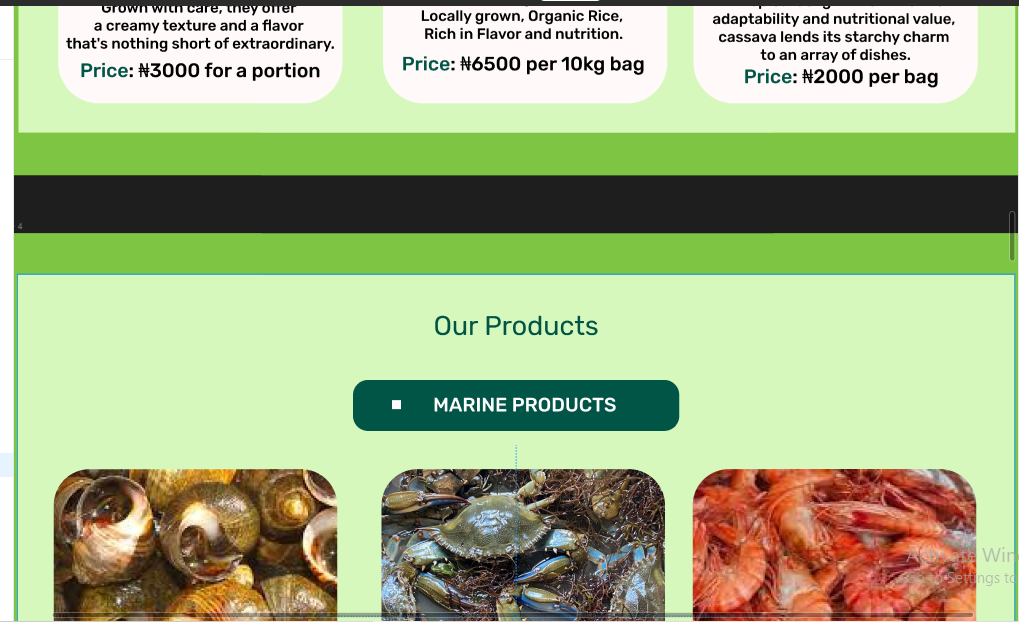 Grown with care, they offer
a creamy texture and a flavor
that's nothing short of extraordinary.
Price: ₦3000 for a portion
Locally grown, Organic Rice,
Rich in Flavor and nutrition.
Price: ₦6500 per 10kg bag
adaptability and nutritional value,
cassava lends its starchy charm
to an array of dishes.
Price: ₦2000 per bag
4
Our Products
MARINE PRODUCTS
Activate Win
Settings to